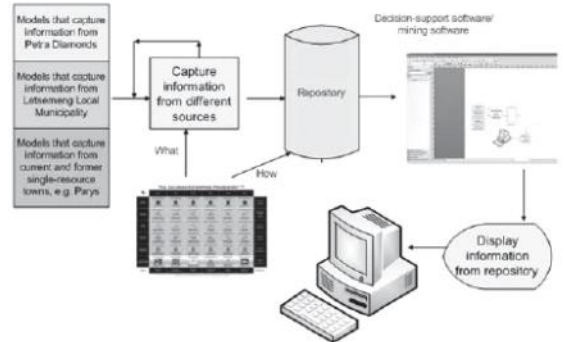 Models that capture
information from
Petra Diamonds
Models that capture
information from
Letsemeng Local
Municipality
Models that capture
information from
current and former
single-resource
towns, e.g. Parys
Capture
information
from different
sources
Repository
Decision-support software/
mining software
What
How
Display
information
from repository